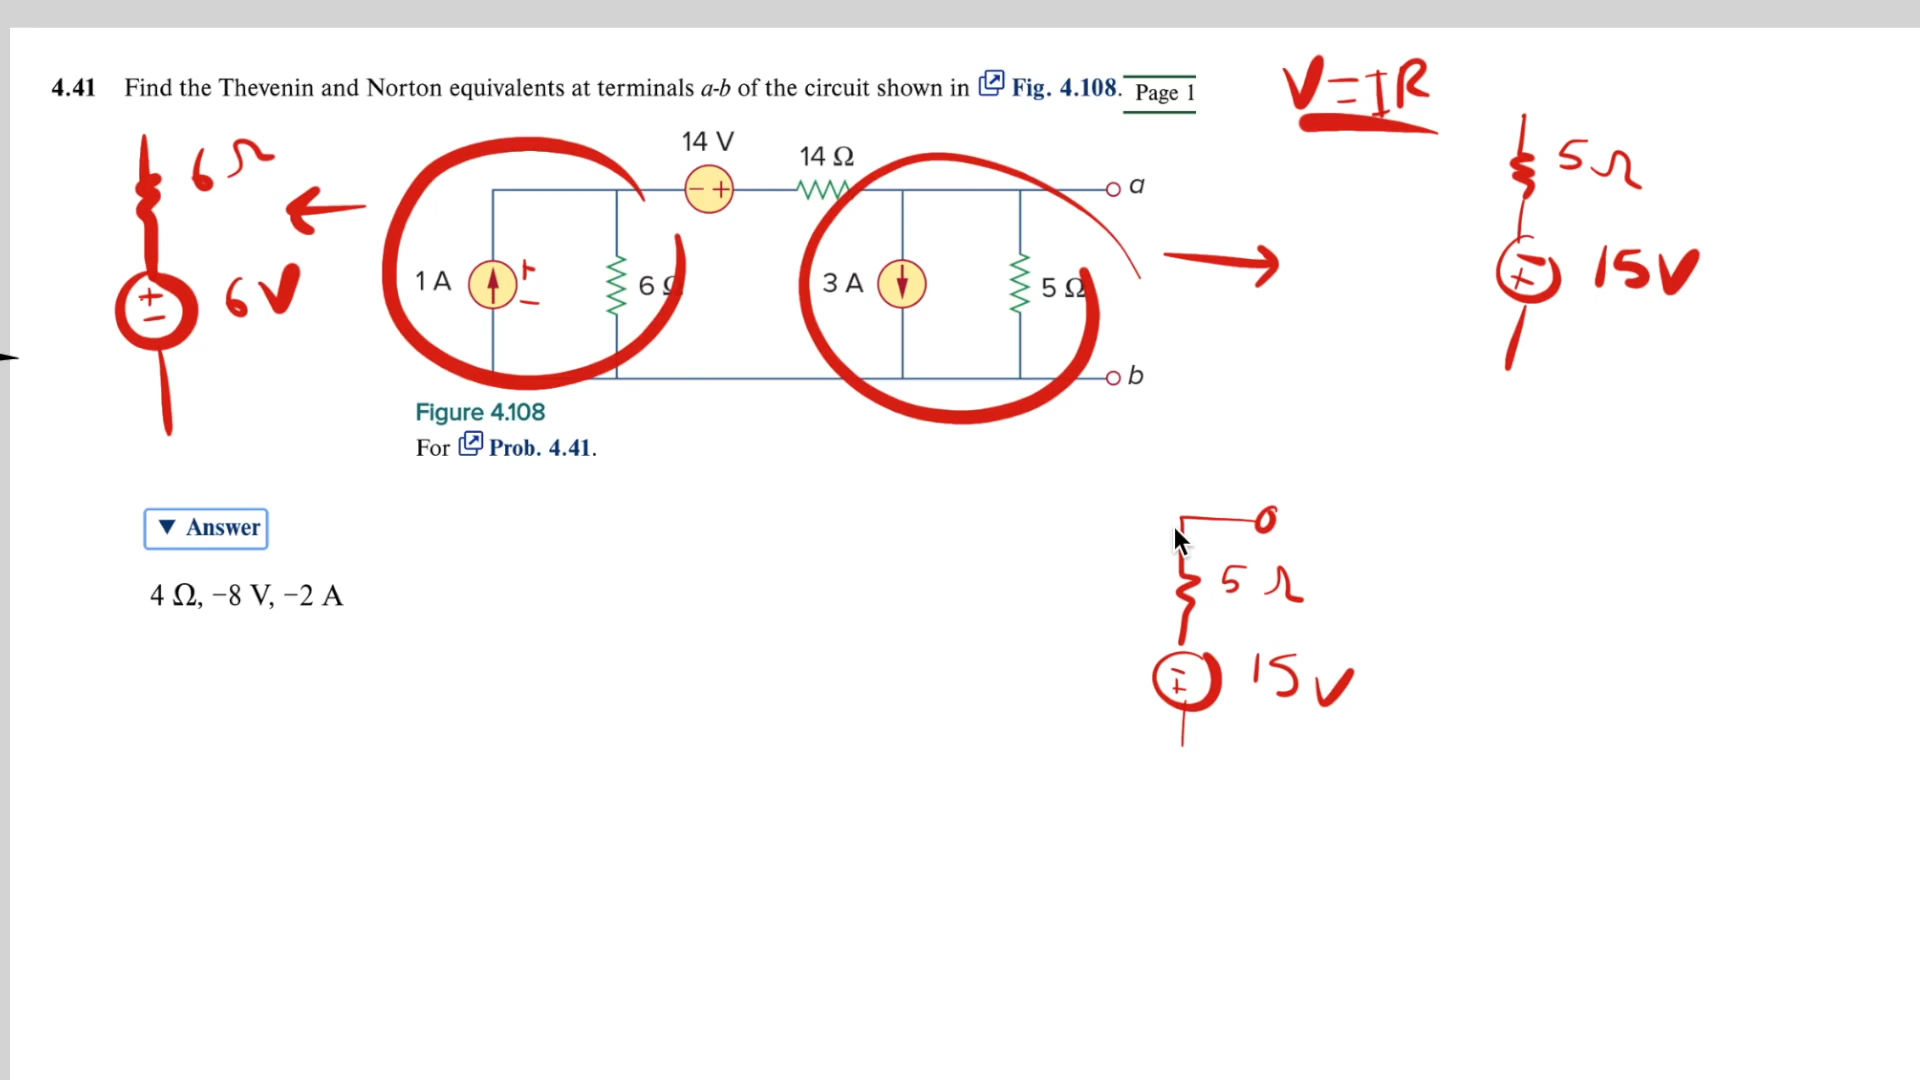 4.41 Find the Thevenin and Norton equivalents at terminals a-b of the circuit shown in Fig. 4.108. Page 1
V=IR
14 V
14 Ω
6Ω
5Ω
a
− +
1 A
+
−
6 Ω
3 A
5 Ω
+
−
6V
−
+
15V
b
Figure 4.108
For Prob. 4.41.
▼ Answer
4 Ω, −8 V, −2 A
5Ω
−
+
15V